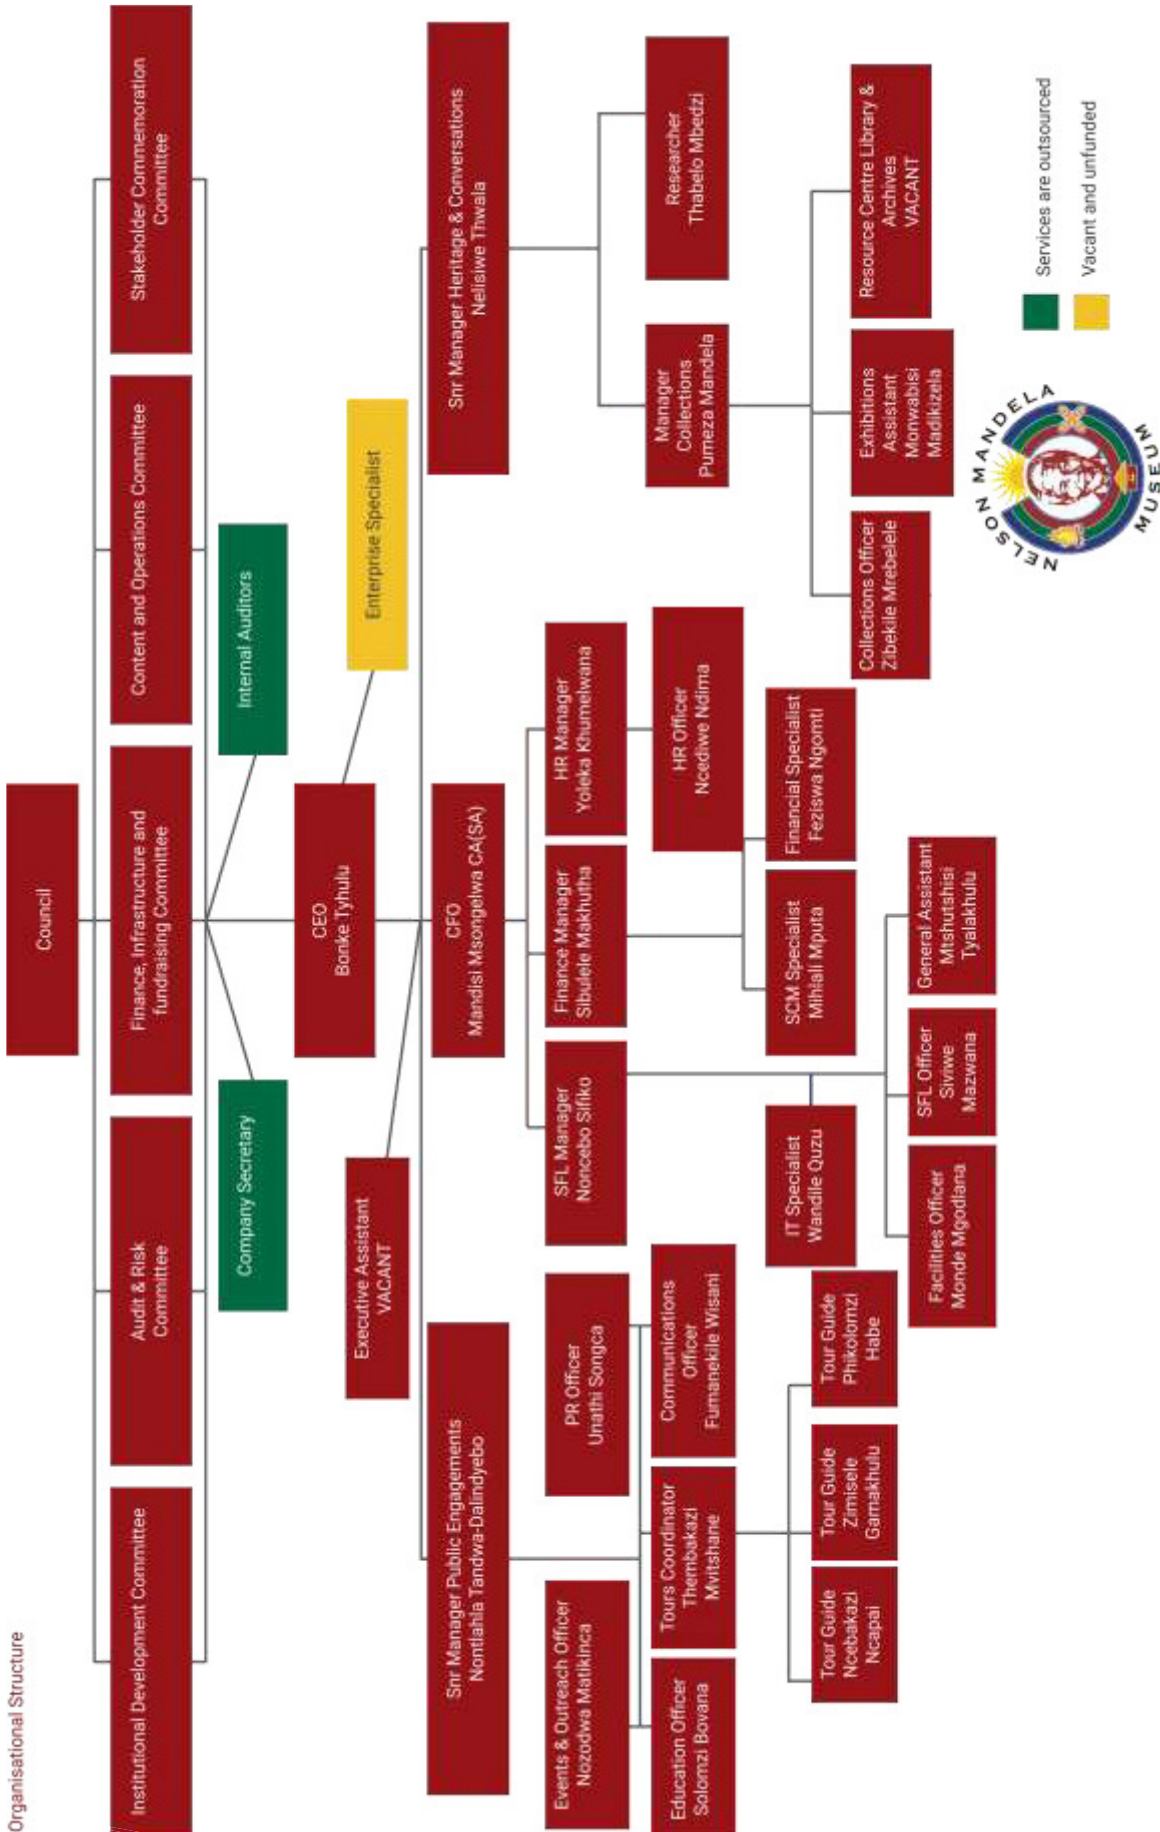 Organisational Structure
Council
Institutional Development Committee
Audit & Risk
Committee
Finance, Infrastructure and
fundraising Committee
Content and Operations Committee
Stakeholder Commemoration
Committee
Company Secretary
Internal Auditors
CEO
Bonke Tyhulu
Executive Assistant
VACANT
Enterprise Specialist
Snr Manager Public Engagements
Nontlahla Tandwa-Dalindyebo
CFO
Mandisi Msongelwa CA(SA)
Snr Manager Heritage & Conversations
Nelisiwe Thwala
Events & Outreach Officer
Nozodwa Matikinca
PR Officer
Unathi Songca
SFL Manager
Noncebo Sifiko
Finance Manager
Sibulele Makhutha
HR Manager
Yoleka Khumelwana
Manager
Collections
Pumeza Mandela
Researcher
Thabelo Mbedzi
Education Officer
Solomzi Bovana
Tours Coordinator
Thembakazi
Mvitshane
Communications
Officer
Fumanekile Wisani
HR Officer
Ncediwe Ndima
IT Specialist
Wandile Quzu
SCM Specialist
Mihlali Mputa
Financial Specialist
Feziswa Ngomti
Tour Guide
Ncebakazi
Ncapai
Tour Guide
Zimisele
Gamakhulu
Tour Guide
Phikolomzi
Habe
Collections Officer
Zibekile Mrebelele
Exhibitions
Assistant
Monwabisi
Madikizela
Resource Centre Library &
Archives
VACANT
Facilities Officer
Monde Mgodlana
SFL Officer
Siviwe
Mazwana
General Assistant
Mtshutshisi
Tyalakhulu
NELSON MANDELA
MUSEUM
Services are outsourced
Vacant and unfunded